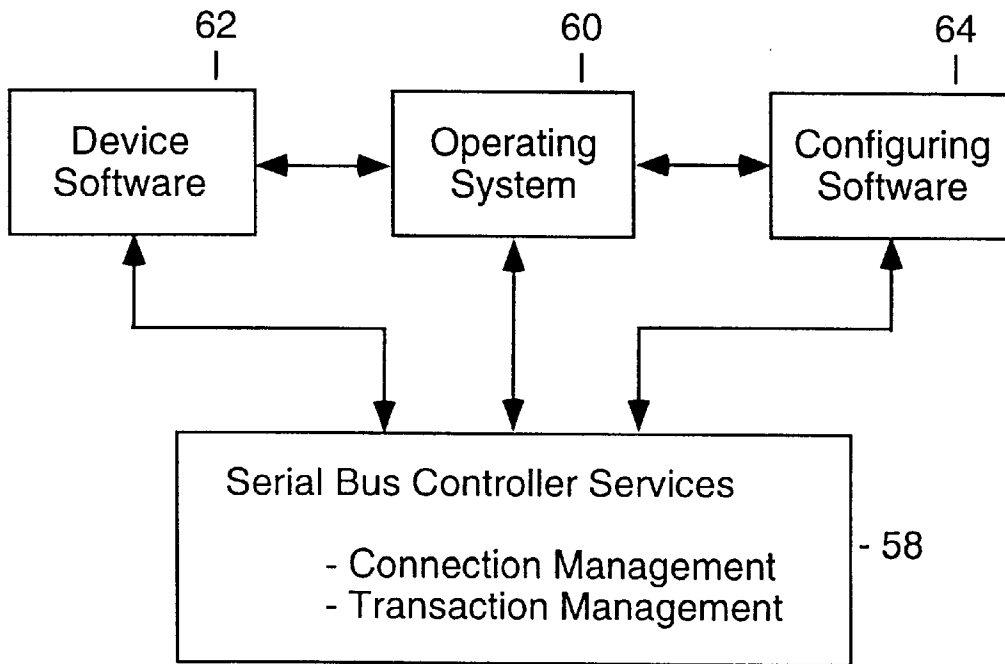 62
60
64
Device
Software
Operating
System
Configuring
Software
Serial Bus Controller Services
- Connection Management
- Transaction Management
- 58